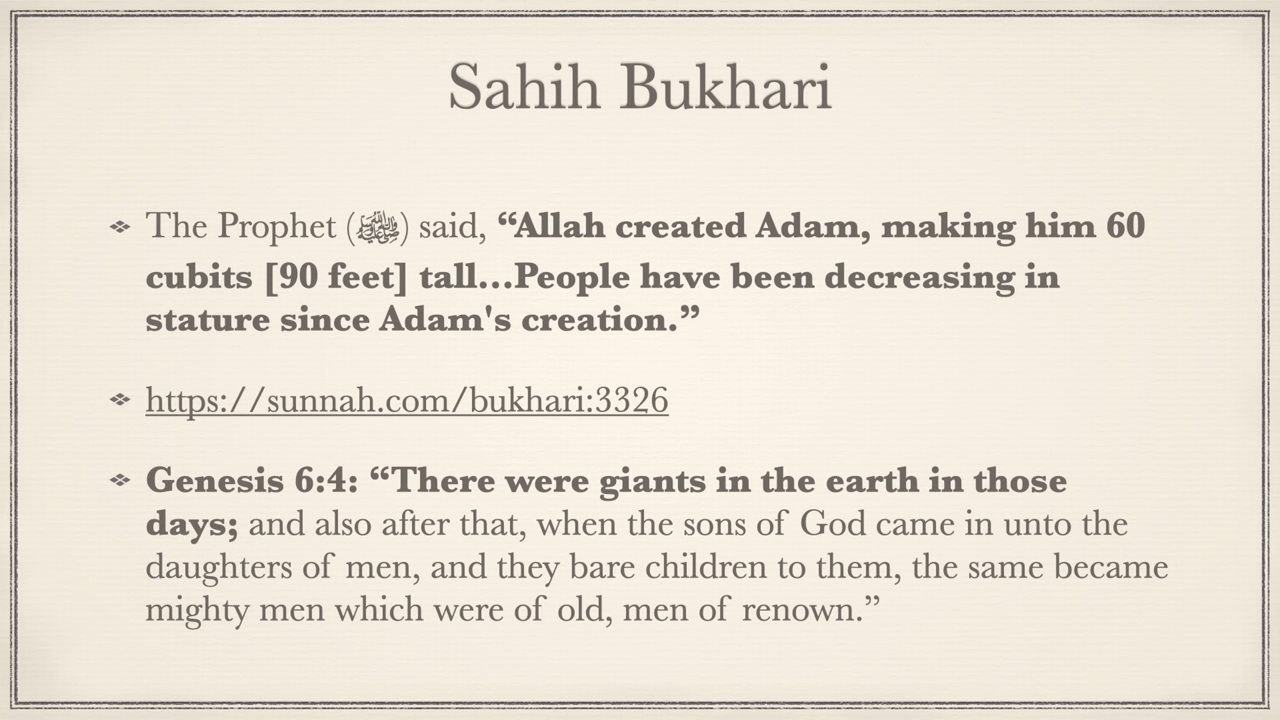 Sahih Bukhari
The Prophet (ﷺ) said, “Allah created Adam, making him 60
cubits [90 feet] tall...People have been decreasing in
stature since Adam's creation.”
https://sunnah.com/bukhari:3326
Genesis 6:4: “There were giants in the earth in those
days; and also after that, when the sons of God came in unto the
daughters of men, and they bare children to them, the same became
mighty men which were of old, men of renown.”